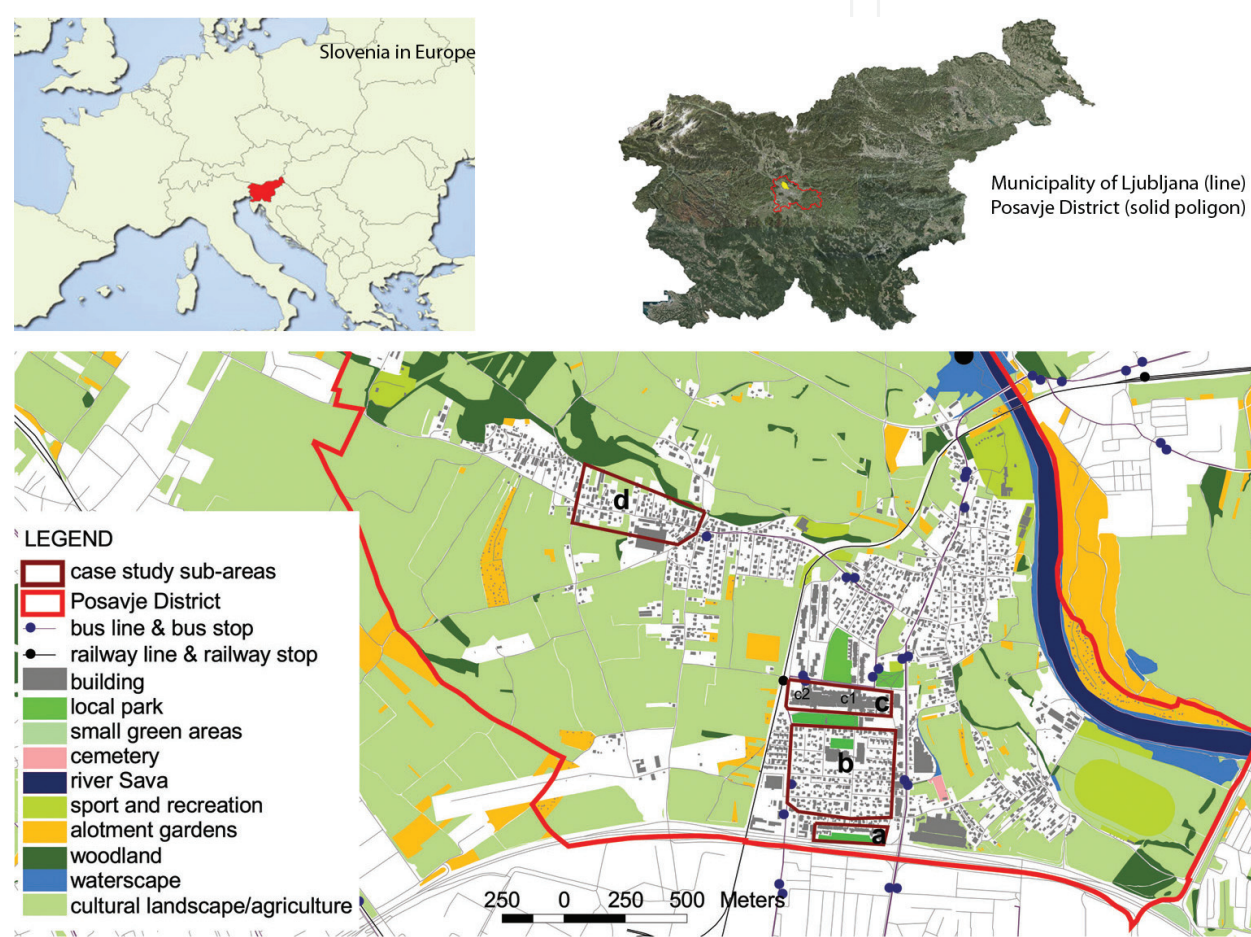 Slovenia in Europe
Municipality of Ljubljana (line)
Posavje District (solid poligon)
d
c2
c1
c
b
a
LEGEND
case study sub-areas
Posavje District
bus line & bus stop
railway line & railway stop
building
local park
small green areas
cemetery
river Sava
sport and recreation
alotment gardens
woodland
waterscape
cultural landscape/agriculture
250 0 250 500 Meters